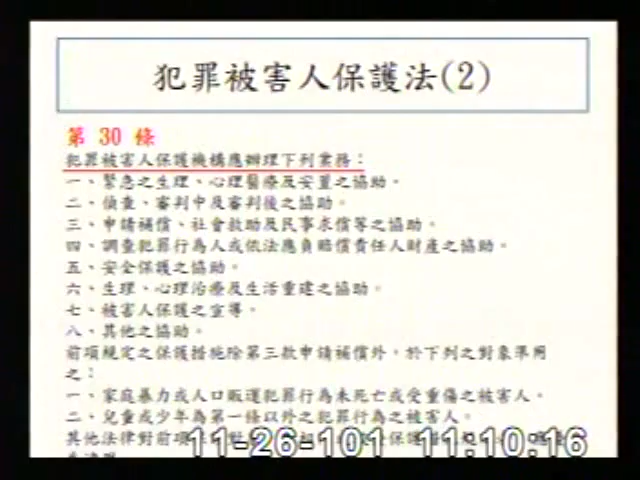 犯罪被害人保護法(2)
第 30 條
犯罪被害人保護機構應辦理下列業務：
一、緊急之生理、心理醫療及安置之協助。
二、偵查、審判中及審判後之協助。
三、申請補償、社會救助及民事求償等之協助。
四、調查犯罪行為人或依法應負賠償責任人財產之協助。
五、安全保護之協助。
六、生理、心理治療及生活重建之協助。
七、被害人保護之宣導。
八、其他之協助。
前項規定之保護措施除第三款申請補償外，於下列之對象準用
之：
一、家庭暴力或人口販運犯罪行為未死亡或受重傷之被害人。
二、兒童或少年為第一條以外之犯罪行為之被害人。
其他法律對前項
11-26-101 11:10:16